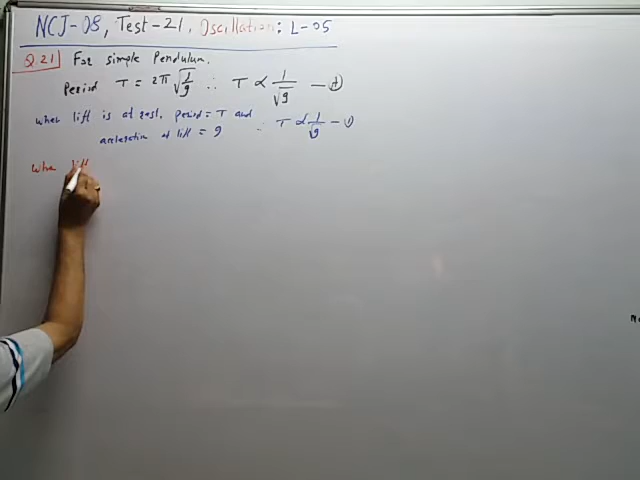 NCJ-08, Test-21, Oscillation: L-05
Q 21) For simple Pendulum.
Period T = 2π √(l/g) ∴ T ∝ 1/√g — (A)
when lift is at rest, period = T and
acceleration of lift = g ∴ T ∝ 1/√g — (1)
When lift